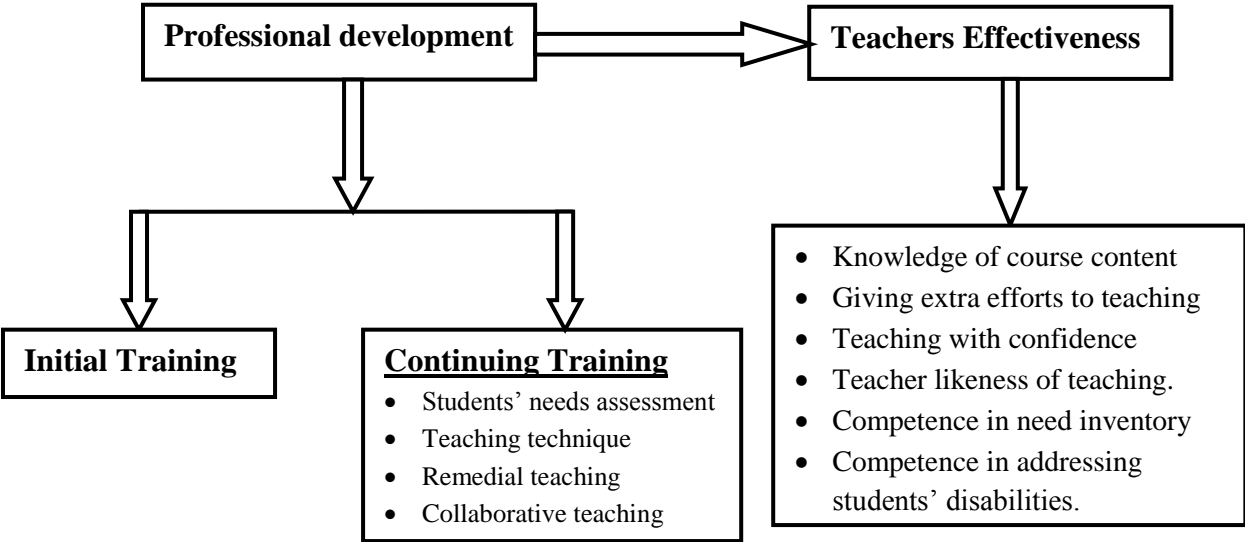 Professional development
Teachers Effectiveness
Initial Training
Continuing Training
• Students’ needs assessment
• Teaching technique
• Remedial teaching
• Collaborative teaching
• Knowledge of course content
• Giving extra efforts to teaching
• Teaching with confidence
• Teacher likeness of teaching.
• Competence in need inventory
• Competence in addressing
students’ disabilities.